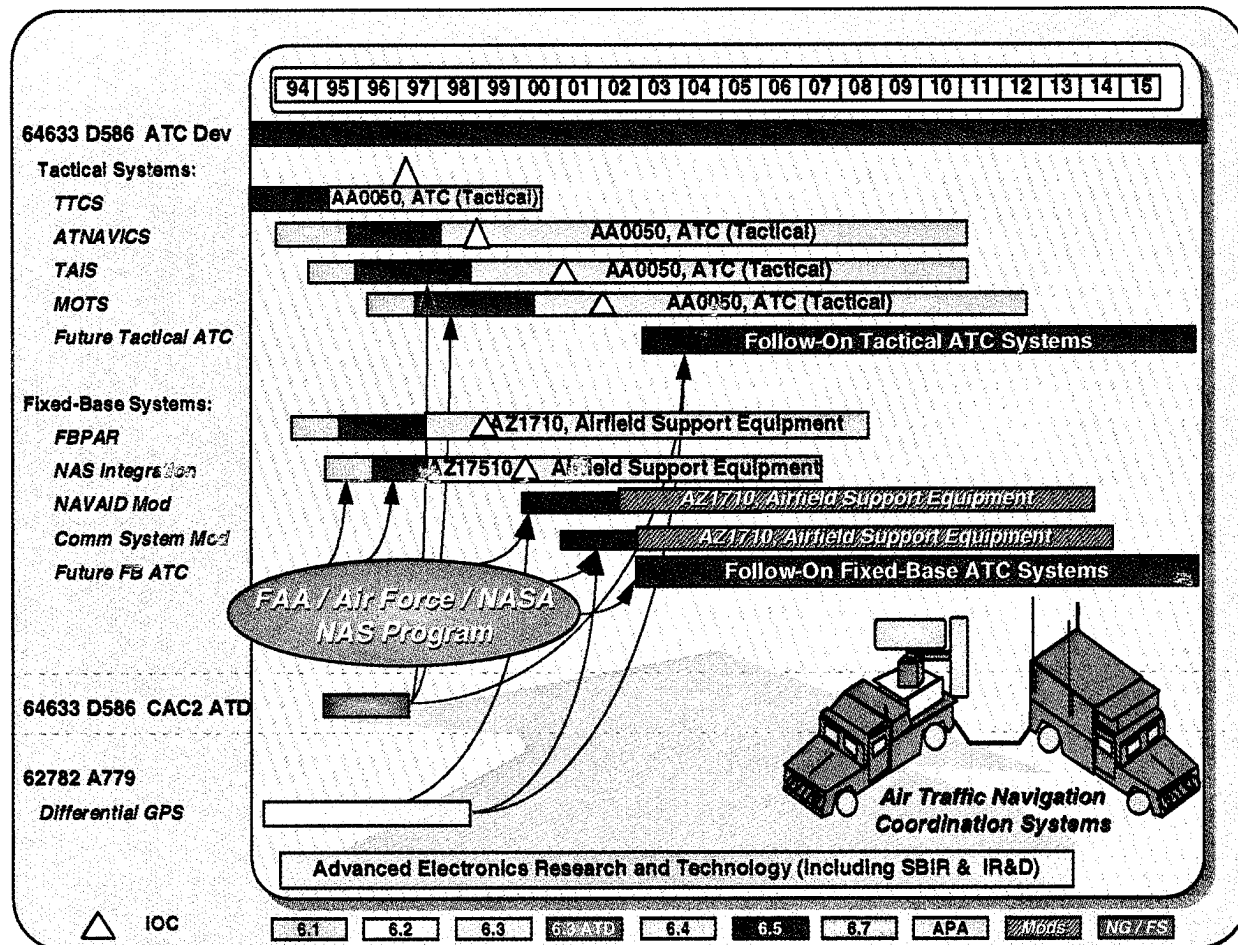 94 95 96 97 98 99 00 01 02 03 04 05 06 07 08 09 10 11 12 13 14 15
64633 D586 ATC Dev
Tactical Systems:
TTCS
AA0050, ATC (Tactical)
ATNAVICS
AA0050, ATC (Tactical)
TAIS
AA0050, ATC (Tactical)
MOTS
AA0050, ATC (Tactical)
Future Tactical ATC
Follow-On Tactical ATC Systems
Fixed-Base Systems:
FBPAR
AZ1710, Airfield Support Equipment
NAS Integration
AZ17510, Airfield Support Equipment
NAVAID Mod
AZ1710, Airfield Support Equipment
Comm System Mod
AZ1710, Airfield Support Equipment
Future FB ATC
Follow-On Fixed-Base ATC Systems
FAA / Air Force / NASA
NAS Program
64633 D586 CAC2 ATD
62782 A779
Differential GPS
Air Traffic Navigation
Coordination Systems
Advanced Electronics Research and Technology (including SBIR & IR&D)
IOC
6.1 6.2 6.3 6.3 ATD 6.4 6.5 6.7 APA Mods NG / FS